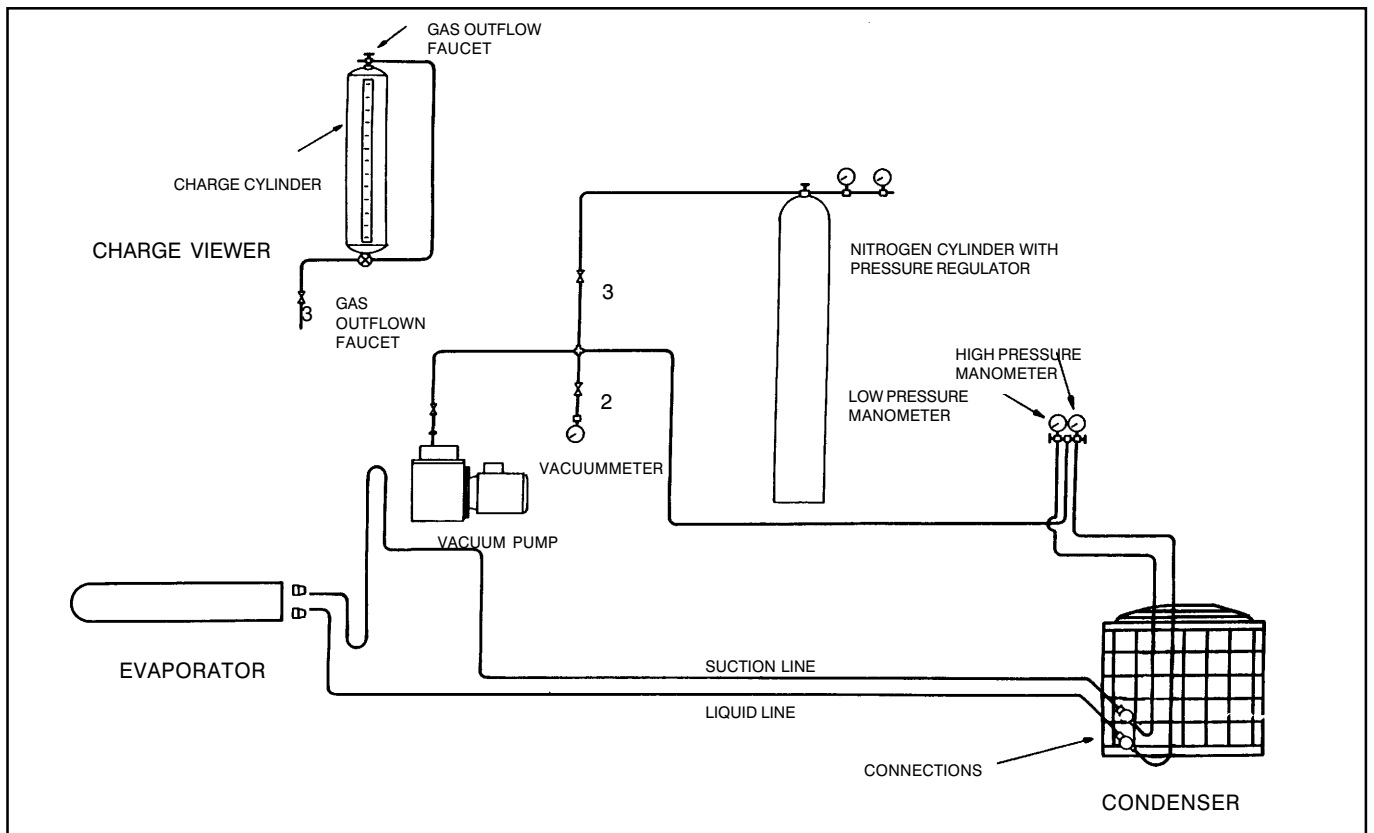 GAS OUTFLOW
FAUCET
CHARGE CYLINDER
CHARGE VIEWER
3
GAS
OUTFLOWN
FAUCET
3
NITROGEN CYLINDER WITH
PRESSURE REGULATOR
HIGH PRESSURE
MANOMETER
LOW PRESSURE
MANOMETER
2
VACUUMMETER
VACUUM PUMP
EVAPORATOR
SUCTION LINE
LIQUID LINE
CONNECTIONS
CONDENSER